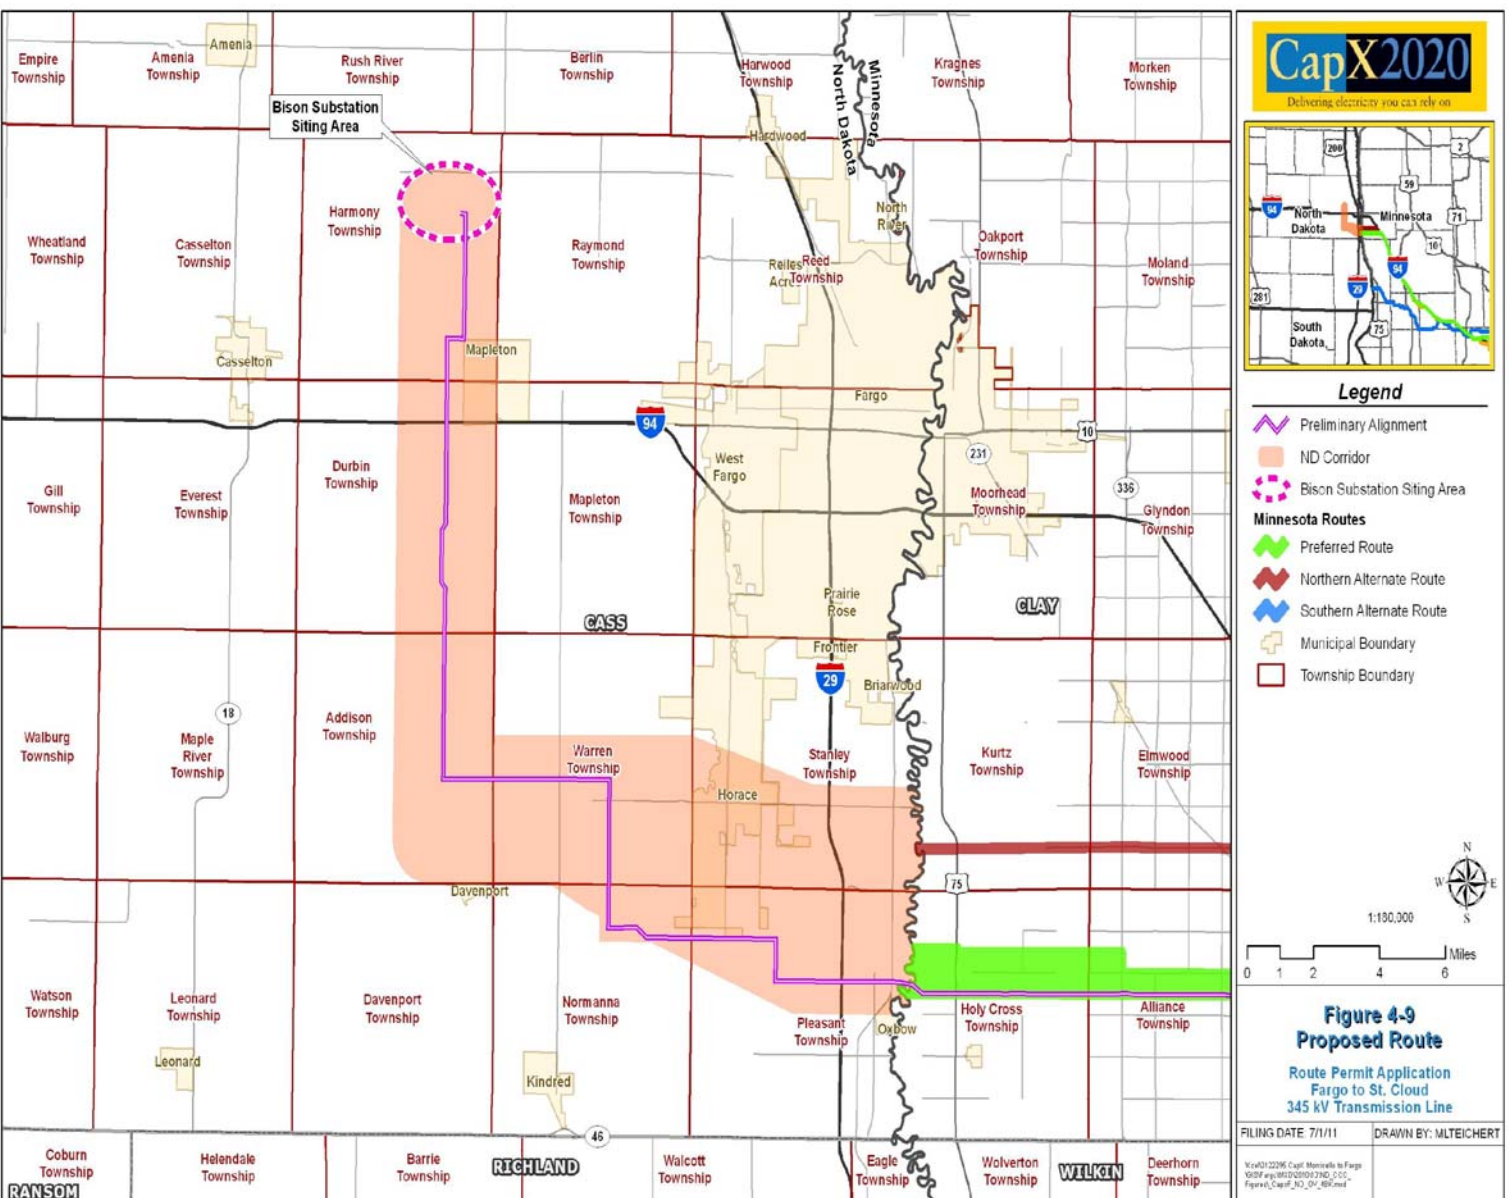 Empire
Township
Amenia
Township
Amenia
Rush River
Township
Berlin
Township
Harwood
Township
Minnesota
North Dakota
Kragnes
Township
Morken
Township
Bison Substation
Siting Area
Hardwood
Wheatland
Township
Casselton
Township
Harmony
Township
Raymond
Township
North
River
Reed
Township
Reiles
Acres
Oakport
Township
Moland
Township
Casselton
Mapleton
Fargo
94
10
West
Fargo
231
336
Gill
Township
Everest
Township
Durbin
Township
Mapleton
Township
Moorhead
Township
Glyndon
Township
Prairie
Rose
CASS
CLAY
Frontier
29
Briarwood
18
Walburg
Township
Maple
River
Township
Addison
Township
Warren
Township
Stanley
Township
Kurtz
Township
Elmwood
Township
Horace
Davenport
75
Watson
Township
Leonard
Township
Davenport
Township
Normanna
Township
Pleasant
Township
Oxbow
Holy Cross
Township
Alliance
Township
Leonard
Kindred
46
Coburn
Township
Helendale
Township
Barrie
Township
RICHLAND
Walcott
Township
Eagle
Township
Wolverton
Township
WILKIN
Deerhorn
Township
RANSOM
CapX2020
Delivering electricity you can rely on
200
2
59
94
North
Dakota
Minnesota
71
10
94
29
281
South
Dakota
75
Legend
Preliminary Alignment
ND Corridor
Bison Substation Siting Area
Minnesota Routes
Preferred Route
Northern Alternate Route
Southern Alternate Route
Municipal Boundary
Township Boundary
N
W E
S
1:180,000
Miles
0 1 2 4 6
Figure 4-9
Proposed Route
Route Permit Application
Fargo to St. Cloud
345 kV Transmission Line
FILING DATE: 7/1/11
DRAWN BY: MLTEICHERT